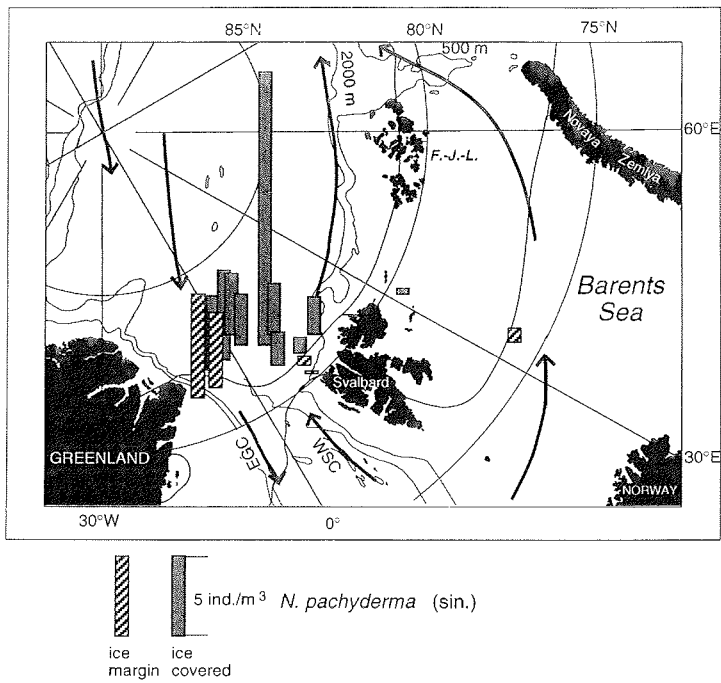 85°N 80°N 75°N
500 m
2000 m
Novaya
Zemlya
60°E
F.-J.-L.
Barents
Sea
Svalbard
GREENLAND
EGC
WSC
30°E
NORWAY
30°W 0°
5 ind./m³ N. pachyderma (sin.)
ice ice
margin covered